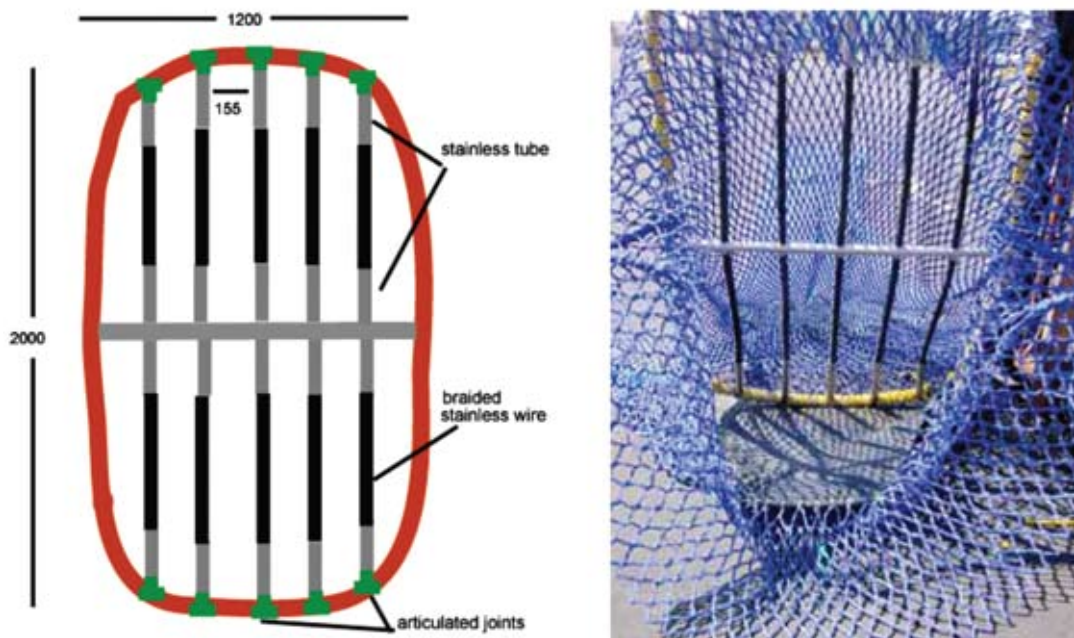 1200
155
stainless tube
2000
braided
stainless wire
articulated joints